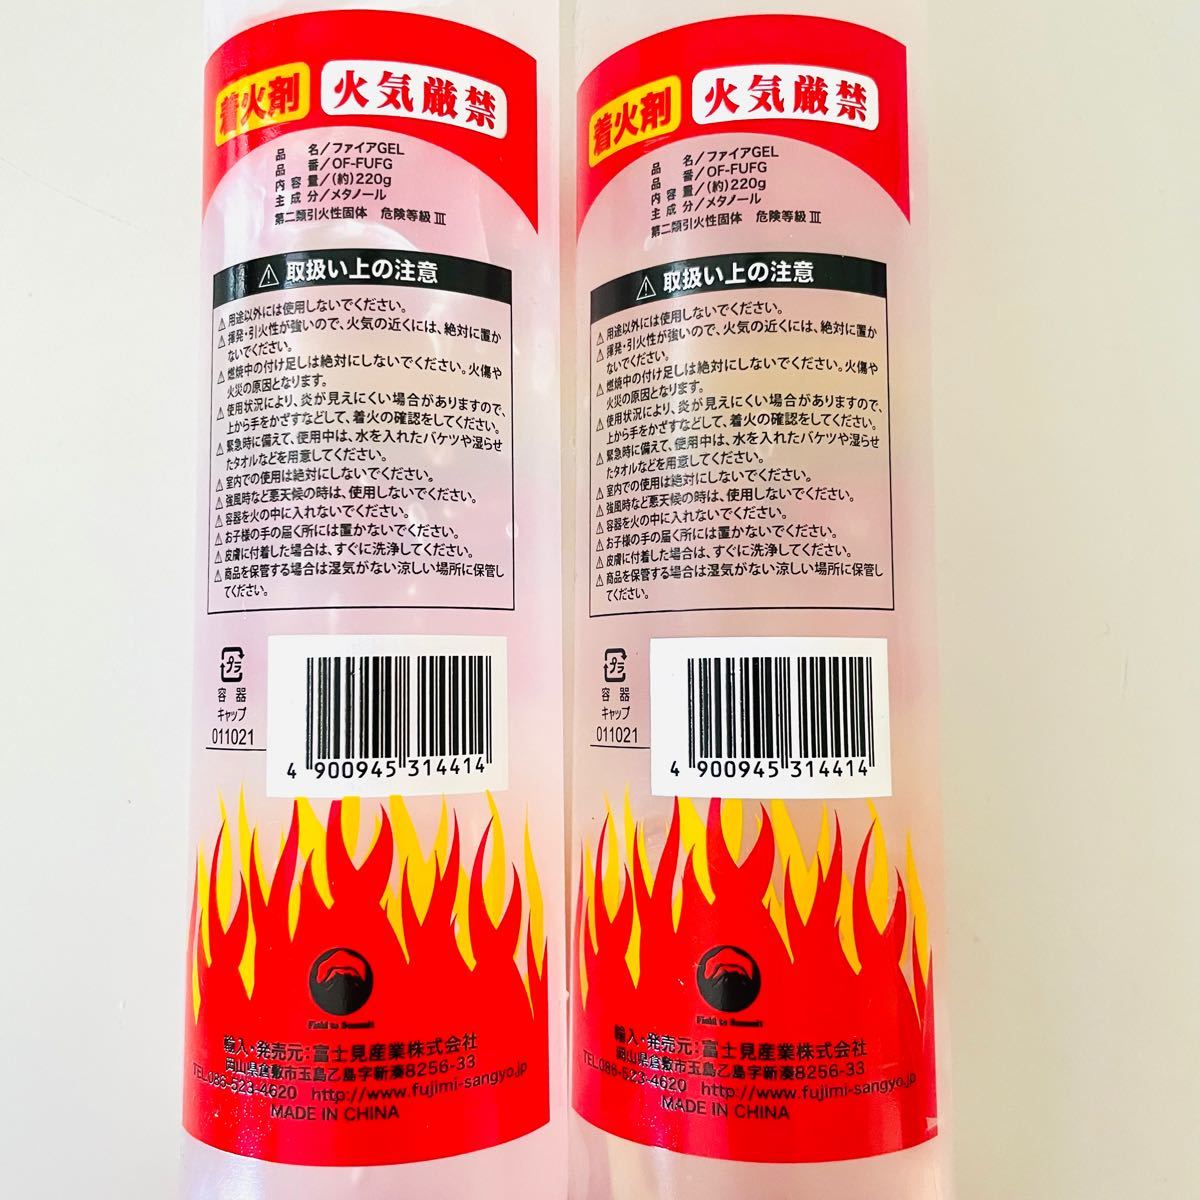 着火剤
火気厳禁
品名/ファイアGEL
品番/OF-FUFG
内容量/(約)220g
主成分/メタノール
第二類引火性固体 危険等級 III
取扱い上の注意
用途以外には使用しないでください。
揮発・引火性が強いので、火気の近くには、絶対に置か
ないでください。
燃焼中の付け足しは絶対にしないでください。火傷や
火災の原因となります。
使用状況により、炎が見えにくい場合がありますので、
上から手をかざすなどして、着火の確認をしてください。
緊急時に備えて、使用中は、水を入れたバケツや湿らせ
たタオルなどを用意してください。
室内での使用は絶対にしないでください。
強風時など悪天候の時は、使用しないでください。
容器を火の中に入れないでください。
お子様の手の届く所には置かないでください。
皮膚に付着した場合は、すぐに洗浄してください。
商品を保管する場合は湿気がない涼しい場所に保管し
てください。
プラ
容器
キャップ
011021
4 900945 314414
Field to Summit
輸入・発売元:富士見産業株式会社
岡山県倉敷市玉島乙島字新湊8256-33
TEL.086-523-4620 http://www.fujimi-sangyo.jp
MADE IN CHINA
着火剤
火気厳禁
品名/ファイアGEL
品番/OF-FUFG
内容量/(約)220g
主成分/メタノール
第二類引火性固体 危険等級 III
取扱い上の注意
用途以外には使用しないでください。
揮発・引火性が強いので、火気の近くには、絶対に置か
ないでください。
燃焼中の付け足しは絶対にしないでください。火傷や
火災の原因となります。
使用状況により、炎が見えにくい場合がありますので、
上から手をかざすなどして、着火の確認をしてください。
緊急時に備えて、使用中は、水を入れたバケツや湿らせ
たタオルなどを用意してください。
室内での使用は絶対にしないでください。
強風時など悪天候の時は、使用しないでください。
容器を火の中に入れないでください。
お子様の手の届く所には置かないでください。
皮膚に付着した場合は、すぐに洗浄してください。
商品を保管する場合は湿気がない涼しい場所に保管し
てください。
プラ
容器
キャップ
011021
4 900945 314414
Field to Summit
輸入・発売元:富士見産業株式会社
岡山県倉敷市玉島乙島字新湊8256-33
TEL.086-523-4620 http://www.fujimi-sangyo.jp
MADE IN CHINA